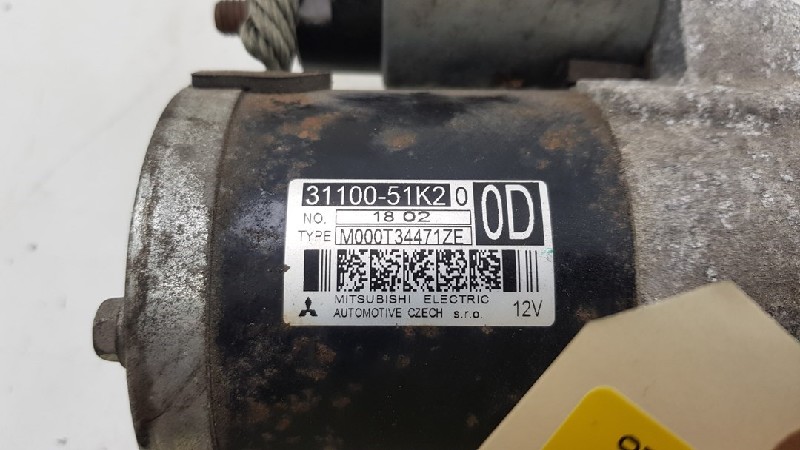 31100-51K2 0 0D
NO. 18 02
TYPE M000T34471ZE
MITSUBISHI ELECTRIC
AUTOMOTIVE CZECH s.r.o. 12V